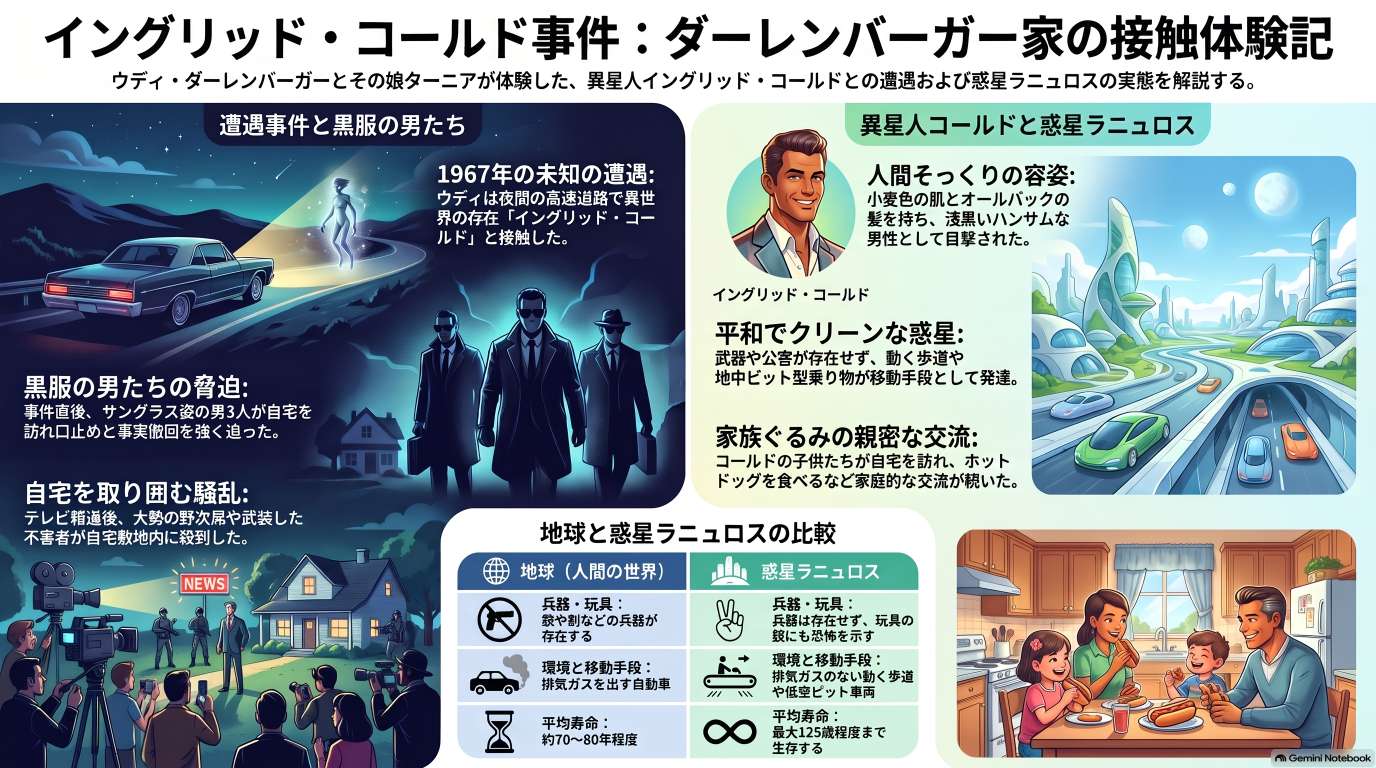 イングリッド・コールド事件：ダーレンバーガー家の接触体験記
ウディ・ダーレンバーガーとその娘ターニアが体験した、異星人イングリッド・コールドとの遭遇および惑星ラニュロスの実態を解説する。
遭遇事件と黒服の男たち
1967年の未知の遭遇:
ウディは夜間の高速道路で異世
界の存在「イングリッド・コー
ルド」と接触した。
黒服の男たちの脅迫:
事件直後、サングラス姿の男3人が自宅を
訪れ口止めと事実撤回を強く迫った。
自宅を取り囲む騒乱:
テレビ後、大勢の野次や武装した
不害者が自宅敷地内に殺到した。
NEWS
異星人コールドと惑星ラニュロス
人間そっくりの容姿:
小麦色の肌とオールバックの
髪を持ち、浅黒いハンサムな
男性として目撃された。
イングリッド・コールド
平和でクリーンな惑星:
武器や公害が存在せず、動く歩道や
地中ビット型乗り物が移動手段として発達。
家族ぐるみの親密な交流:
コールドの子供たちが自宅を訪れ、ホット
ドッグを食べるなど家庭的な交流がいた。
地球と惑星ラニュロスの比較
地球（人間の世界）
惑星ラニュロス
兵器・玩具：
や割などの兵器が
存在する
兵器・玩具：
兵器は存在せず、玩具の
にも恐怖を示す
環境と移動手段：
排気ガスを出す自動車
環境と移動手段：
排気ガスのない動く歩道
や低空ピット車両
平均寿命：
約70〜80年程度
平均寿命：
最大125歳程度まで
生存する
Gemini Notebook